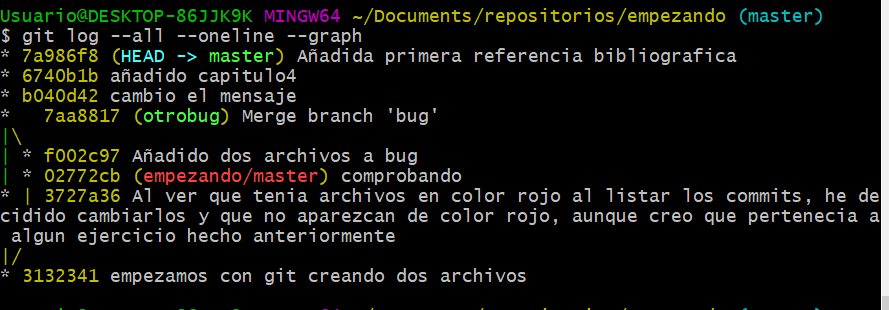 Usuario@DESKTOP-86JJK9K MINGW64 ~/Documents/repositorios/empezando (master)
$ git log --all --oneline --graph
* 7a986f8 (HEAD -> master) Añadida primera referencia bibliografica
* 6740b1b añadido capitulo4
* b040d42 cambio el mensaje
*   7aa8817 (otrobug) Merge branch 'bug'
|\
| * f002c97 Añadido dos archivos a bug
| * 02772cb (empezando/master) comprobando
* | 3727a36 Al ver que tenia archivos en color rojo al listar los commits, he de
cidido cambiarlos y que no aparezcan de color rojo, aunque creo que pertenecia a
 algun ejercicio hecho anteriormente
|/
* 3132341 empezamos con git creando dos archivos